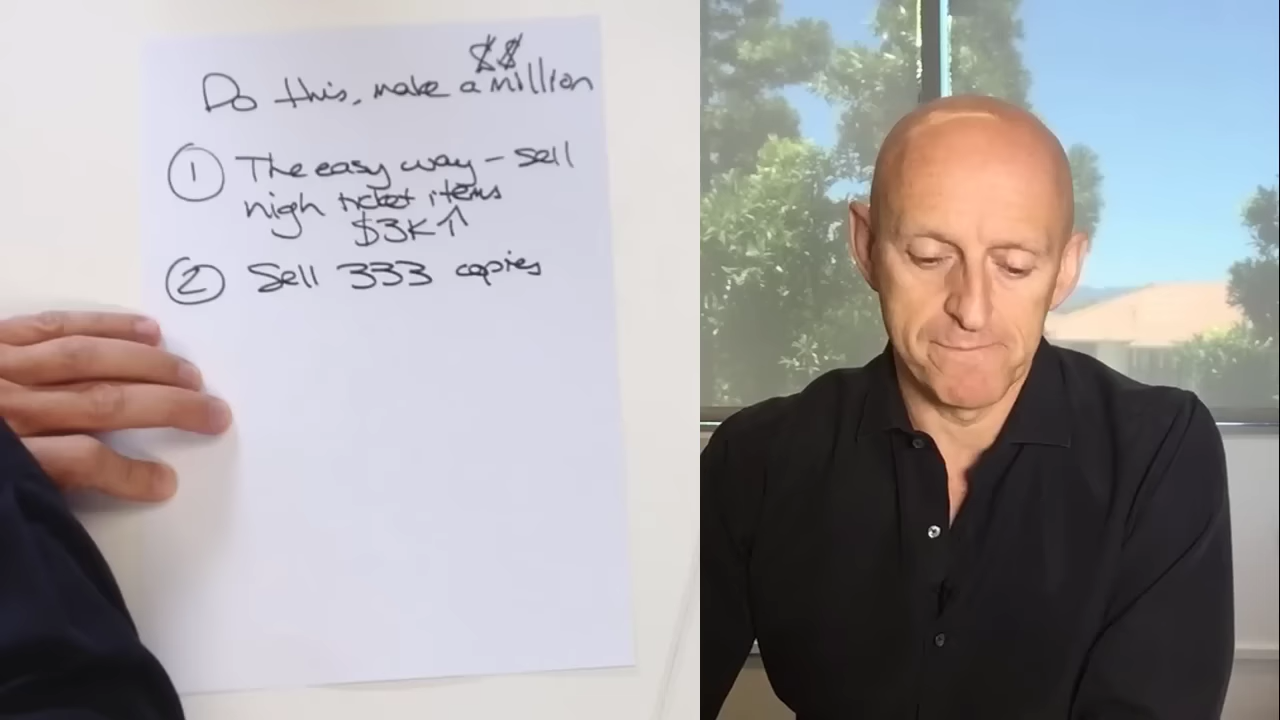 $$
Do this, make a million
1 The easy way - sell
high ticket items
$3K↑
2 Sell 333 copies